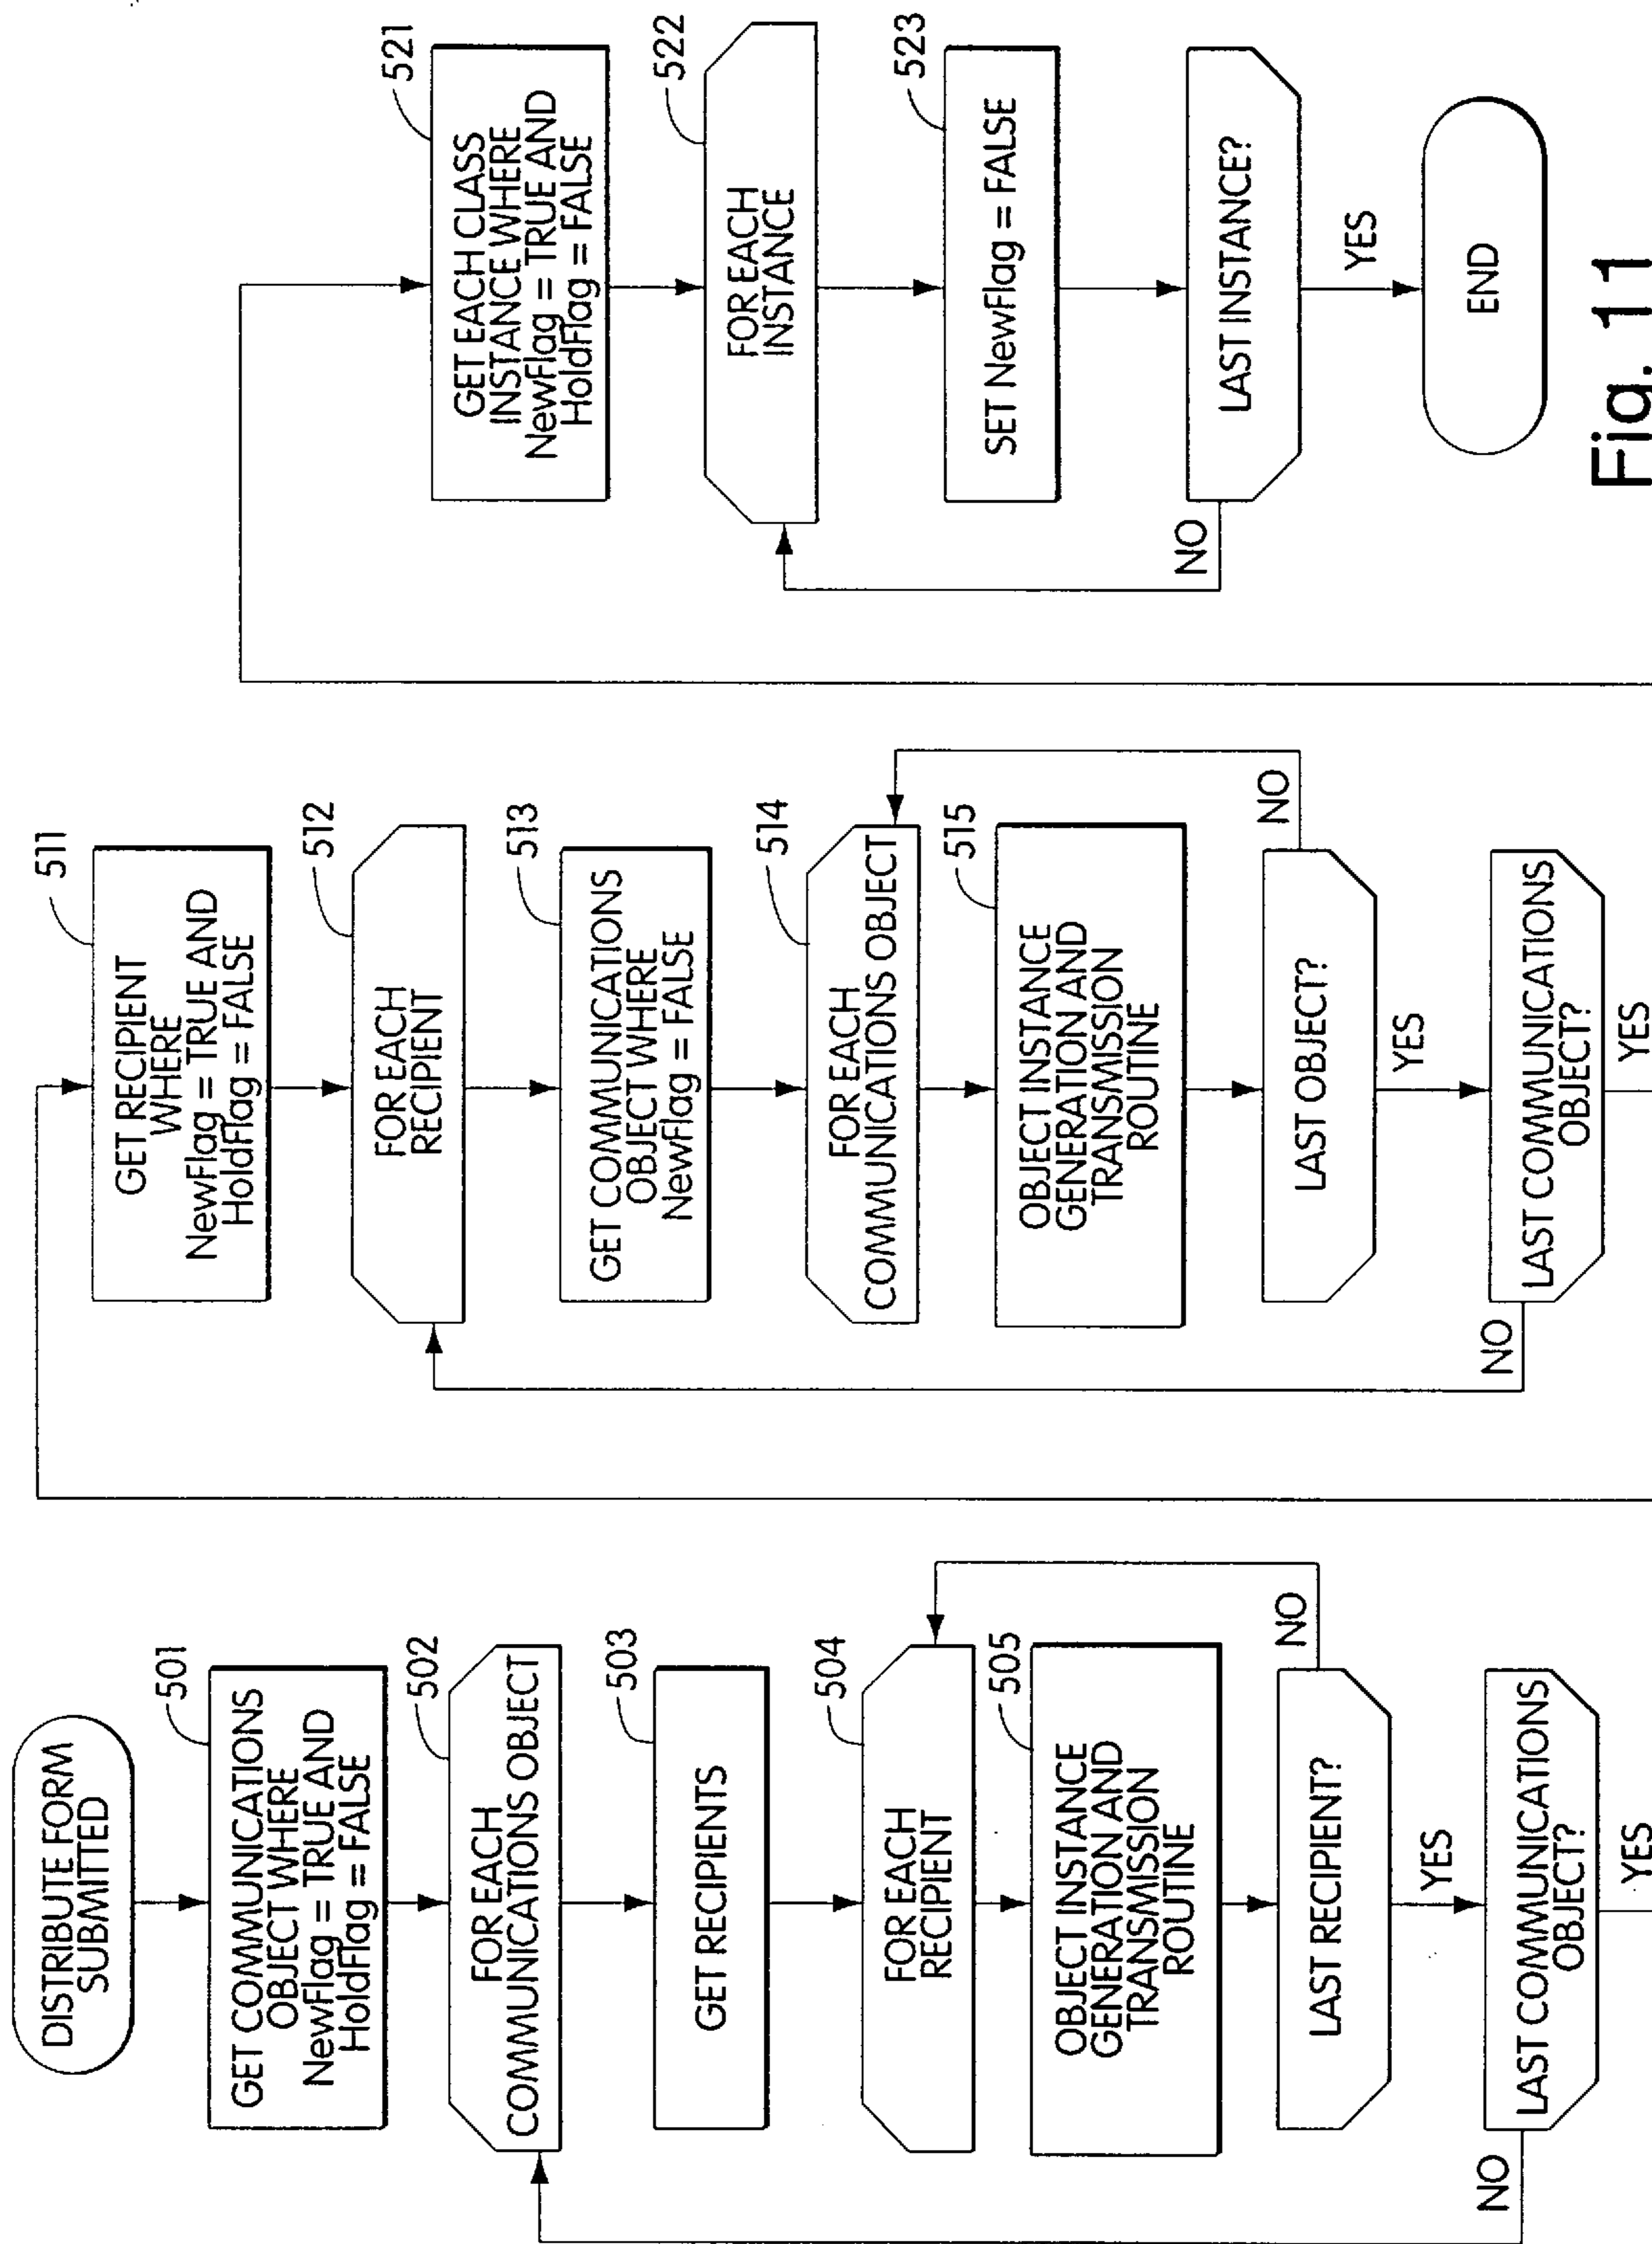 DISTRIBUTE FORM
SUBMITTED
501
GET COMMUNICATIONS
OBJECT WHERE
NewFlag = TRUE AND
HoldFlag = FALSE
502
FOR EACH
COMMUNICATIONS OBJECT
503
GET RECIPIENTS
504
FOR EACH
RECIPIENT
505
OBJECT INSTANCE
GENERATION AND
TRANSMISSION
ROUTINE
LAST RECIPIENT?
NO
YES
LAST COMMUNICATIONS
OBJECT?
NO
YES
511
GET RECIPIENT
WHERE
NewFlag = TRUE AND
HoldFlag = FALSE
512
FOR EACH
RECIPIENT
513
GET COMMUNICATIONS
OBJECT WHERE
NewFlag = FALSE
514
FOR EACH
COMMUNICATIONS OBJECT
515
OBJECT INSTANCE
GENERATION AND
TRANSMISSION
ROUTINE
LAST OBJECT?
NO
YES
LAST COMMUNICATIONS
OBJECT?
NO
YES
521
GET EACH CLASS
INSTANCE WHERE
NewFlag = TRUE AND
HoldFlag = FALSE
522
FOR EACH
INSTANCE
523
SET NewFlag = FALSE
LAST INSTANCE?
NO
YES
END
Fig. 11